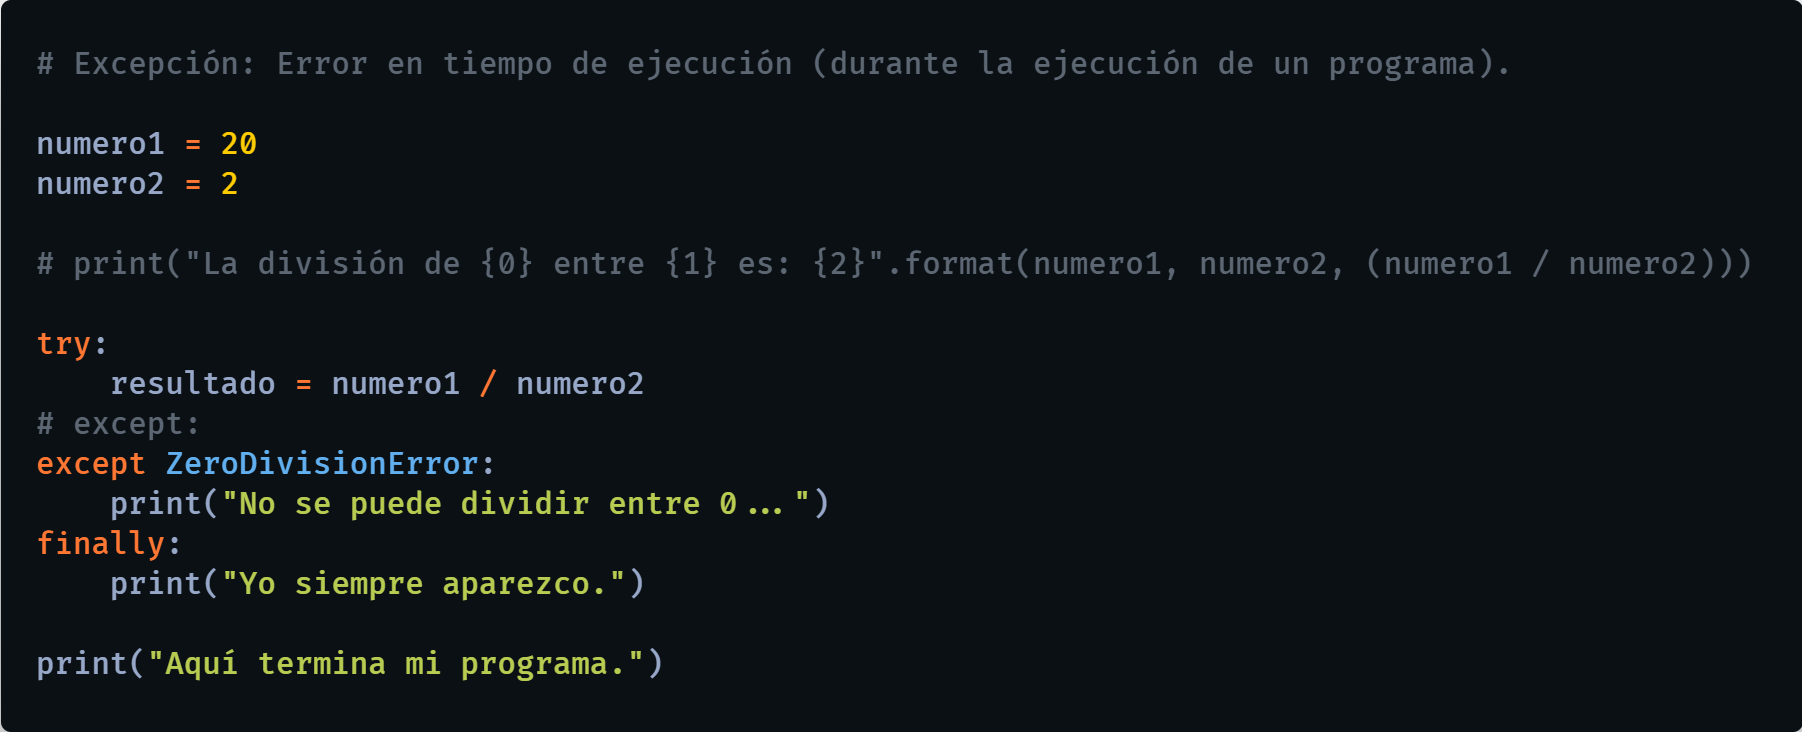 # Excepción: Error en tiempo de ejecución (durante la ejecución de un programa).
numero1 = 20
numero2 = 2
# print("La división de {0} entre {1} es: {2}".format(numero1, numero2, (numero1 / numero2)))
try:
    resultado = numero1 / numero2
# except:
except ZeroDivisionError:
    print("No se puede dividir entre 0...")
finally:
    print("Yo siempre aparezco.")
print("Aquí termina mi programa.")